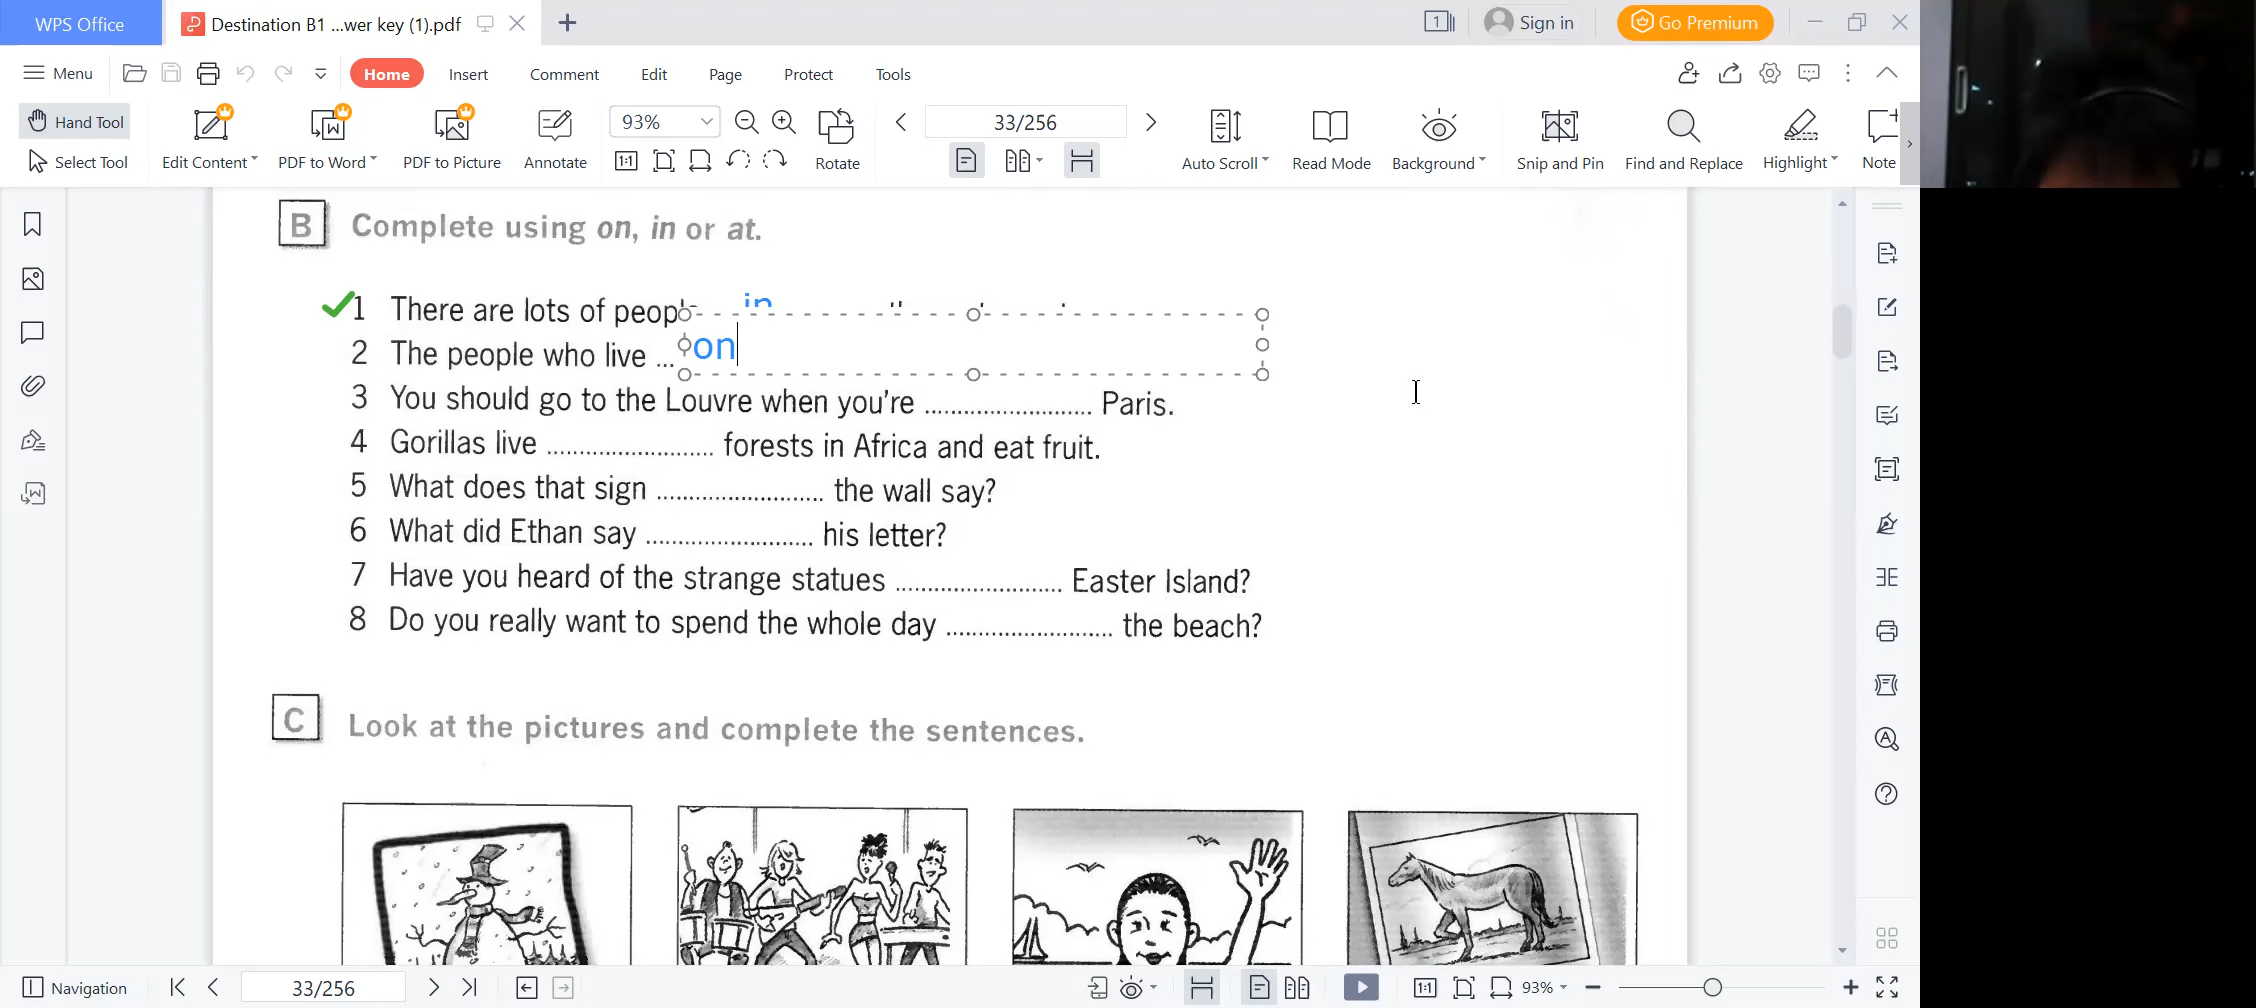 WPS Office
Destination B1 ...wer key (1).pdf
1
Sign in
Go Premium
Menu
Home
Insert
Comment
Edit
Page
Protect
Tools
Hand Tool
Select Tool
Edit Content
PDF to Word
PDF to Picture
Annotate
93%
Rotate
33/256
Auto Scroll
Read Mode
Background
Snip and Pin
Find and Replace
Highlight
Note
B Complete using on, in or at.
1 There are lots of people in
2 The people who live ... on
3 You should go to the Louvre when you're ......................... Paris.
4 Gorillas live ......................... forests in Africa and eat fruit.
5 What does that sign ......................... the wall say?
6 What did Ethan say ......................... his letter?
7 Have you heard of the strange statues ......................... Easter Island?
8 Do you really want to spend the whole day ......................... the beach?
C Look at the pictures and complete the sentences.
Navigation
33/256
93%